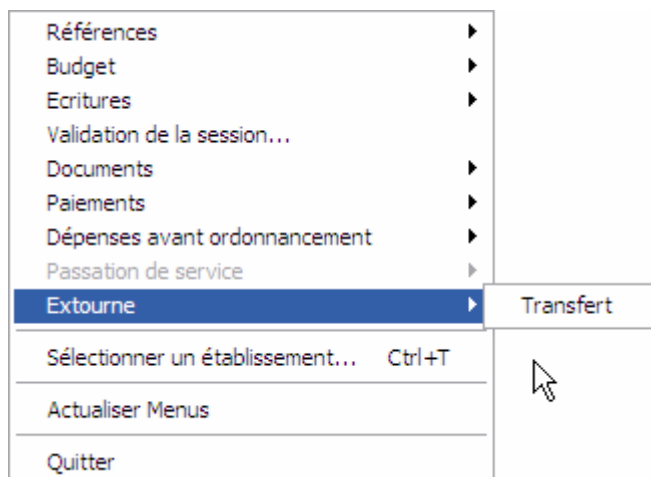 Références
Budget
Ecritures
Validation de la session...
Documents
Paiements
Dépenses avant ordonnancement
Passation de service
Extourne
Transfert
Sélectionner un établissement... Ctrl+T
Actualiser Menus
Quitter